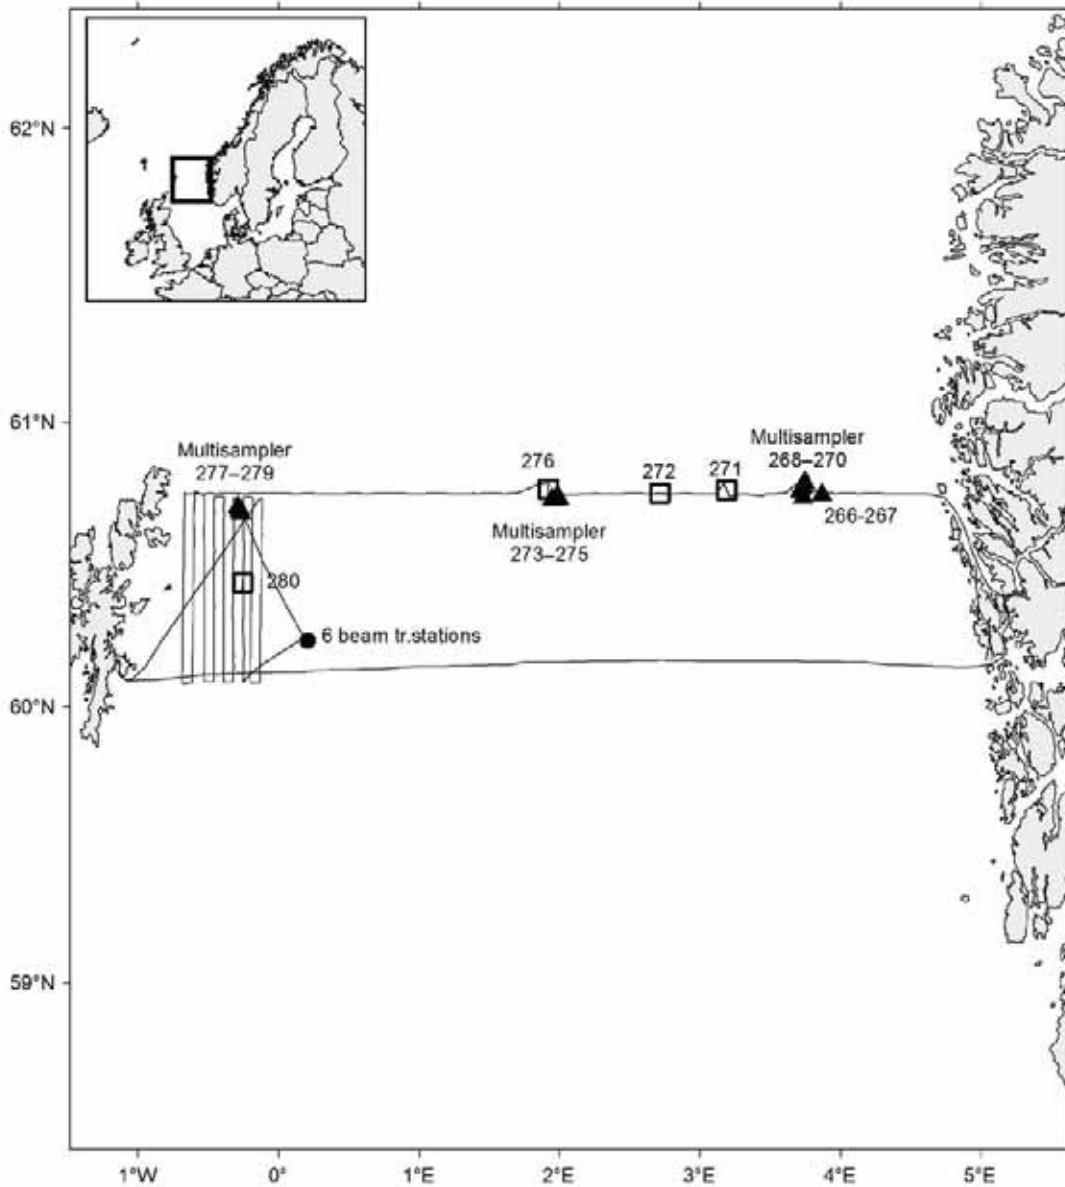 62°N
61°N
60°N
59°N
Multisampler
277–279
276
272
271
Multisampler
268–270
266-267
Multisampler
273–275
280
6 beam tr.stations
1°W
0°
1°E
2°E
3°E
4°E
5°E